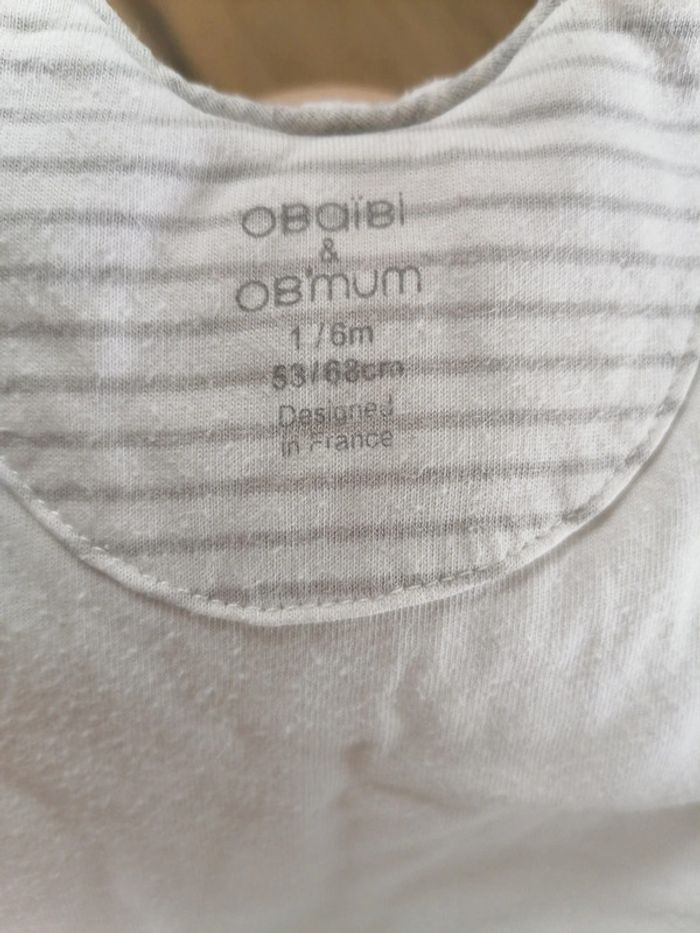 OBaïBi
&
OB'mum
1 / 6m
53/68cm
Designed
in France